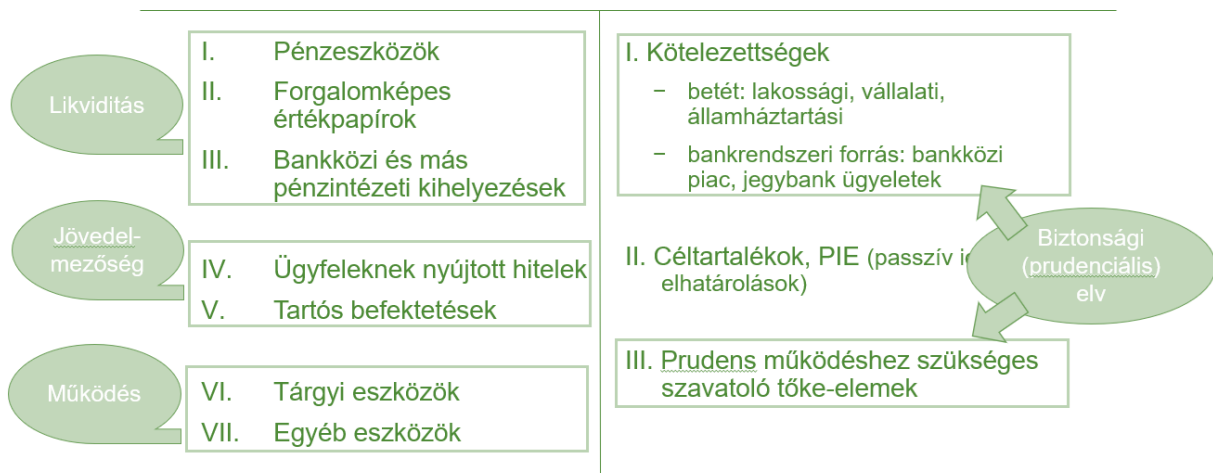 Likviditás
I. Pénzeszközök
II. Forgalomképes
értékpapírok
III. Bankközi és más
pénzintézeti kihelyezések
Jövedel-
mezőség
IV. Ügyfeleknek nyújtott hitelek
V. Tartós befektetések
Működés
VI. Tárgyi eszközök
VII. Egyéb eszközök
I. Kötelezettségek
− betét: lakossági, vállalati,
államháztartási
− bankrendszeri forrás: bankközi
piac, jegybank ügyeletek
II. Céltartalékok, PIE (passzív
elhatárolások)
Biztonsági
(prudenciális)
elv
III. Prudens működéshez szükséges
szavatoló tőke-elemek